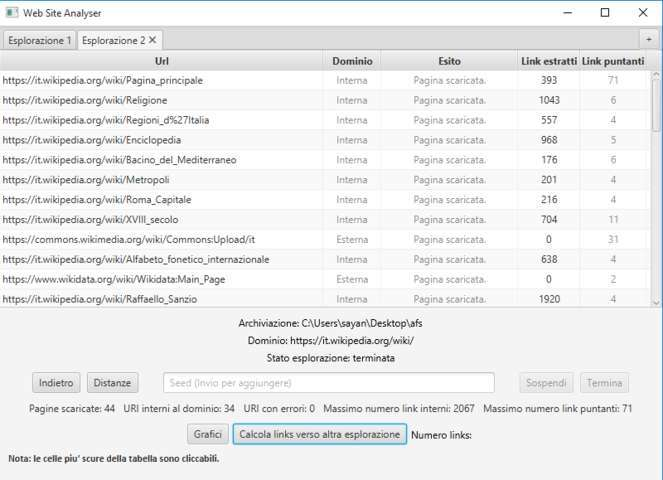 Web Site Analyser
Esplorazione 1 Esplorazione 2 ✕ +
Url Dominio Esito Link estratti Link puntanti
https://it.wikipedia.org/wiki/Pagina_principale Interna Pagina scaricata. 393 71
https://it.wikipedia.org/wiki/Religione Interna Pagina scaricata. 1043 6
https://it.wikipedia.org/wiki/Regioni_d%27Italia Interna Pagina scaricata. 557 4
https://it.wikipedia.org/wiki/Enciclopedia Interna Pagina scaricata. 968 5
https://it.wikipedia.org/wiki/Bacino_del_Mediterraneo Interna Pagina scaricata. 176 6
https://it.wikipedia.org/wiki/Metropoli Interna Pagina scaricata. 201 4
https://it.wikipedia.org/wiki/Roma_Capitale Interna Pagina scaricata. 216 4
https://it.wikipedia.org/wiki/XVIII_secolo Interna Pagina scaricata. 704 11
https://commons.wikimedia.org/wiki/Commons:Upload/it Esterna Pagina scaricata. 0 31
https://it.wikipedia.org/wiki/Alfabeto_fonetico_internazionale Interna Pagina scaricata. 638 4
https://www.wikidata.org/wiki/Wikidata:Main_Page Esterna Pagina scaricata. 0 2
https://it.wikipedia.org/wiki/Raffaello_Sanzio Interna Pagina scaricata. 1920 4
Archiviazione: C:\Users\sayan\Desktop\afs
Dominio: https://it.wikipedia.org/wiki/
Stato esplorazione: terminata
Indietro Distanze Seed (Invio per aggiungere) Sospendi Termina
Pagine scaricate: 44 URI interni al dominio: 34 URI con errori: 0 Massimo numero link interni: 2067 Massimo numero link puntanti: 71
Grafici Calcola links verso altra esplorazione Numero links:
Nota: le celle piu' scure della tabella sono cliccabili.